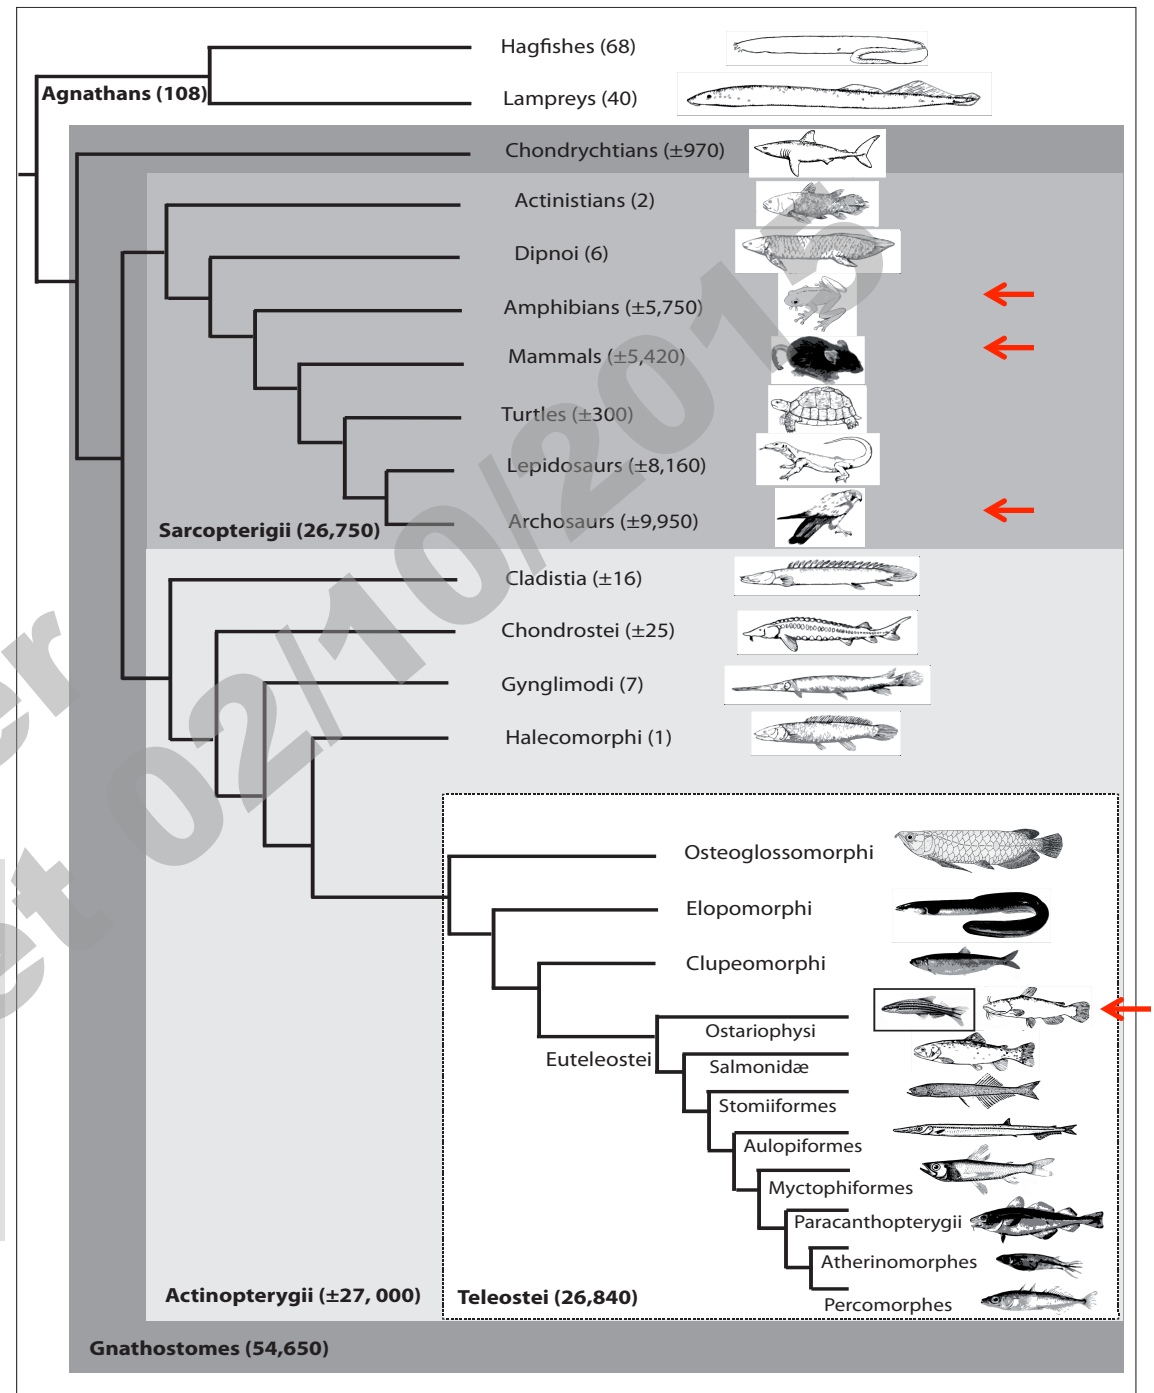 Hagfishes (68)
Agnathans (108)
Lampreys (40)
Chondrychtians (±970)
Actinistians (2)
Dipnoi (6)
Amphibians (±5,750)
Mammals (±5,420)
Turtles (±300)
Lepidosaurs (±8,160)
Archosaurs (±9,950)
Sarcopterigii (26,750)
Cladistia (±16)
Chondrostei (±25)
Gynglimodi (7)
Halecomorphi (1)
Osteoglossomorphi
Elopomorphi
Clupeomorphi
Ostariophysi
Euteleostei
Salmonidæ
Stomiiformes
Aulopiformes
Myctophiformes
Paracanthopterygii
Atherinomorphes
Percomorphes
Actinopterygii (±27, 000)
Teleostei (26,840)
Gnathostomes (54,650)
er
et 02/10/2015